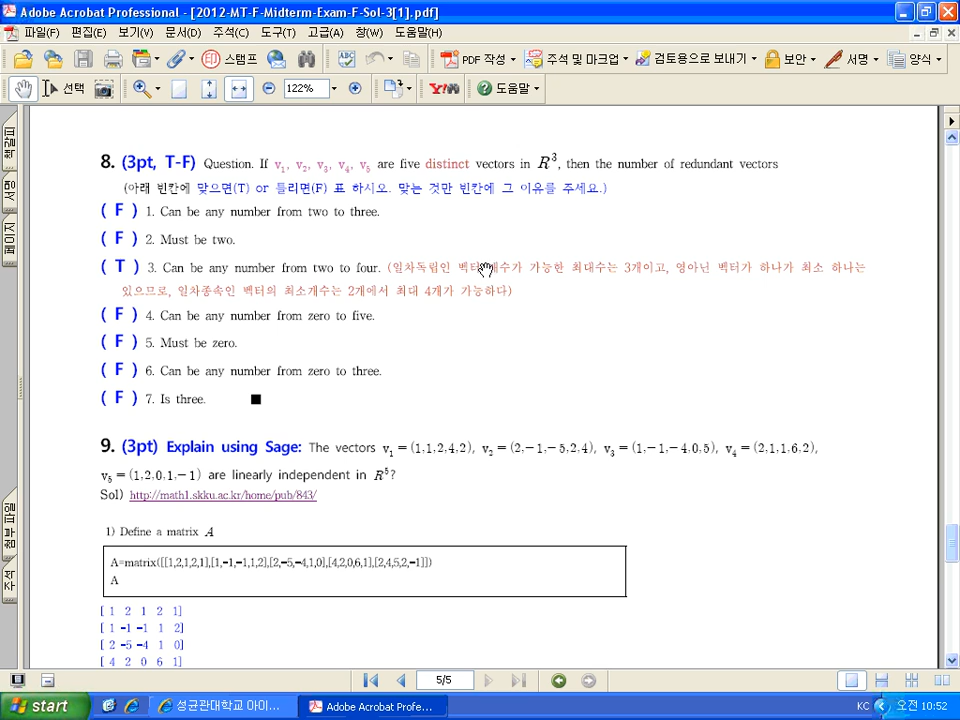 Adobe Acrobat Professional - [2012-MT-F-Midterm-Exam-F-Sol-3[1].pdf]
파일(F) 편집(E) 보기(V) 문서(D) 주석(C) 도구(T) 고급(A) 창(W) 도움말(H)
스탬프 PDF 작성 주석 및 마크업 검토용으로 보내기 보안 서명 양식
선택 122% Y! 도움말
책갈피
서명
페이지
첨부 파일
주석
8. (3pt, T-F) Question. If v₁, v₂, v₃, v₄, v₅ are five distinct vectors in R³, then the number of redundant vectors
(아래 빈칸에 맞으면(T) or 틀리면(F) 표 하시오. 맞는 것만 빈칸에 그 이유를 주세요.)
( F ) 1. Can be any number from two to three.
( F ) 2. Must be two.
( T ) 3. Can be any number from two to four. (일차독립인 벡터 개수가 가능한 최대수는 3개이고, 영아닌 벡터가 하나가 최소 하나는
있으므로, 일차종속인 벡터의 최소개수는 2개에서 최대 4개가 가능하다)
( F ) 4. Can be any number from zero to five.
( F ) 5. Must be zero.
( F ) 6. Can be any number from zero to three.
( F ) 7. Is three. ■
9. (3pt) Explain using Sage: The vectors v₁ = (1,1,2,4,2), v₂ = (2,−1,−5,2,4), v₃ = (1,−1,−4,0,5), v₄ = (2,1,1,6,2),
v₅ = (1,2,0,1,−1) are linearly independent in R⁵?
Sol) http://math1.skku.ac.kr/home/pub/843/
1) Define a matrix A
A=matrix([[1,2,1,2,1],[1,−1,−1,1,2],[2,−5,−4,1,0],[4,2,0,6,1],[2,4,5,2,−1]])
A
[ 1 2 1 2 1]
[ 1 -1 -1 1 2]
[ 2 -5 -4 1 0]
[ 4 2 0 6 1]
5/5
start 성균관대학교 아이... Adobe Acrobat Profe... KC 오전 10:52